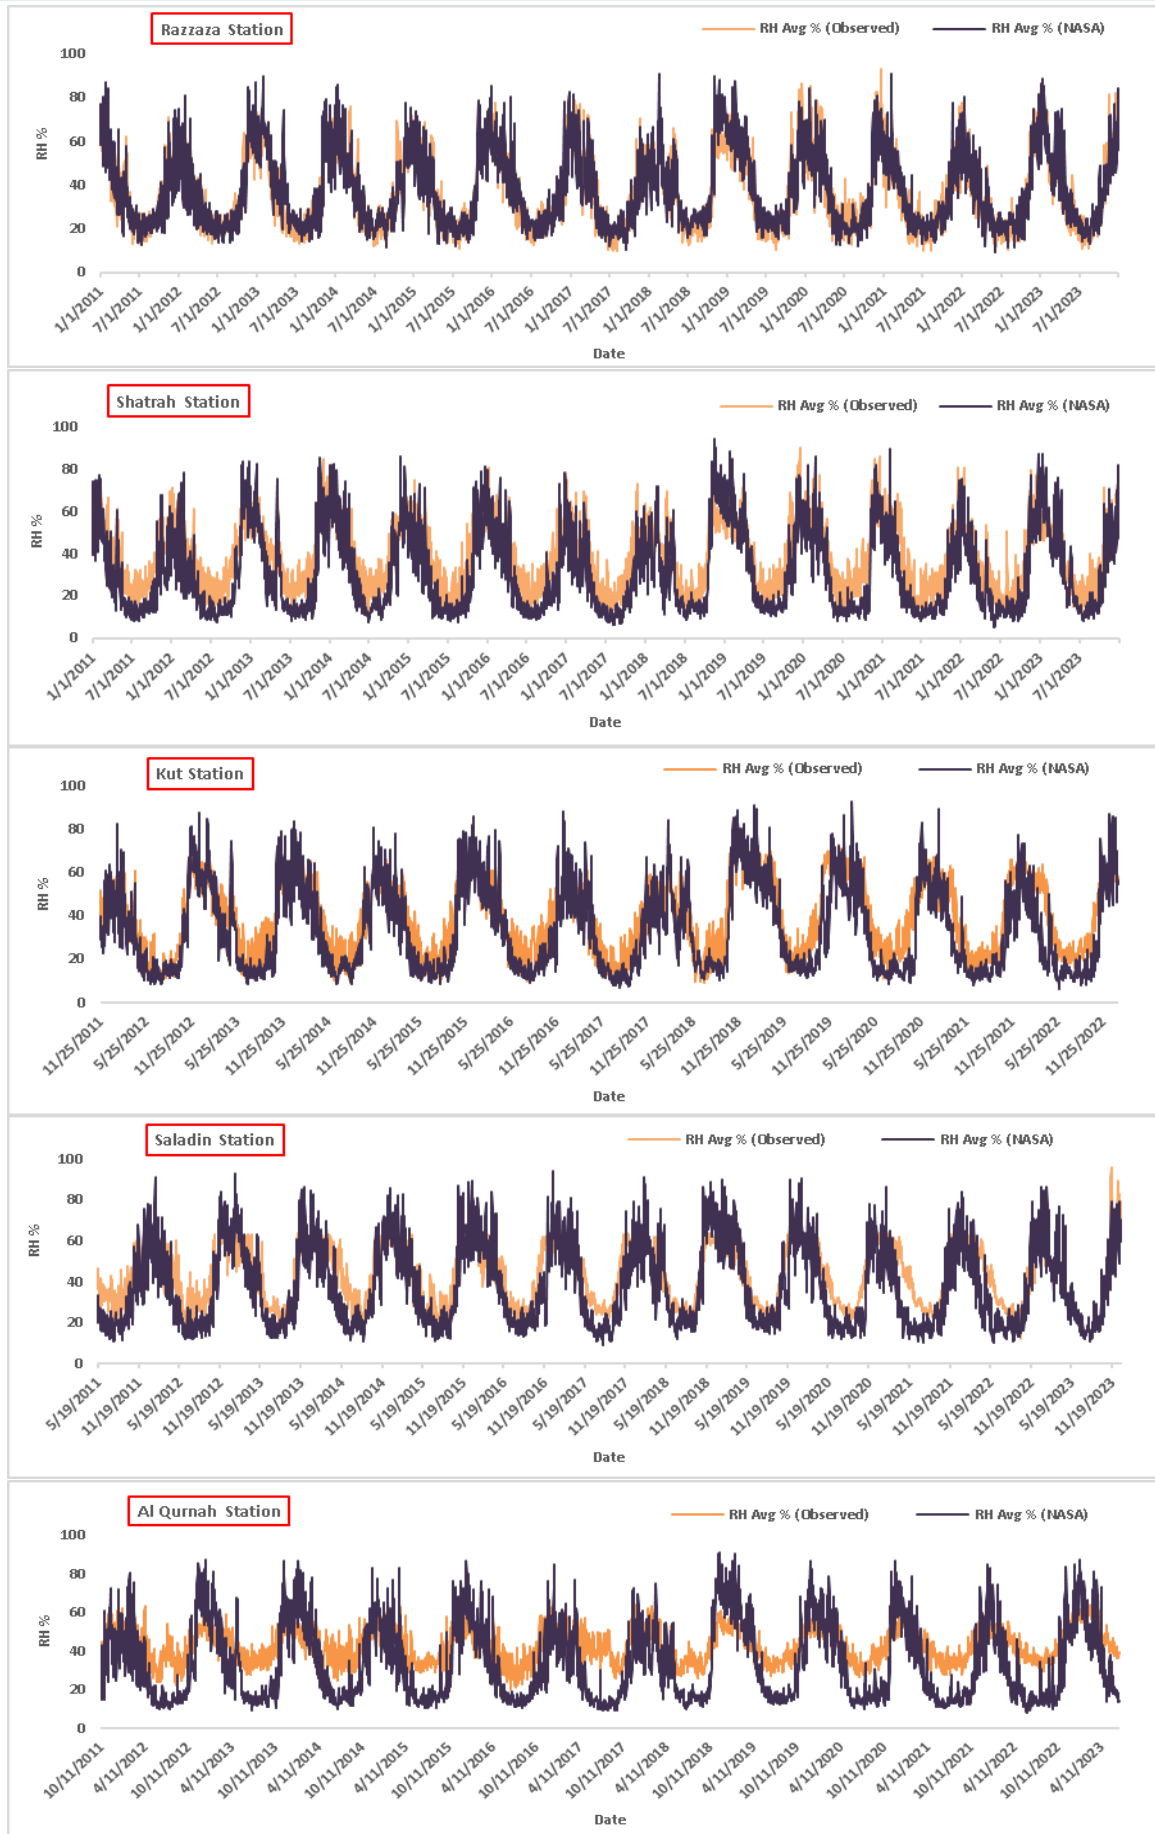 Razzaza Station
RH Avg % (Observed) RH Avg % (NASA)
100
80
60
40
20
0
RH %
1/1/2011 7/1/2011 1/1/2012 7/1/2012 1/1/2013 7/1/2013 1/1/2014 7/1/2014 1/1/2015 7/1/2015 1/1/2016 7/1/2016 1/1/2017 7/1/2017 1/1/2018 7/1/2018 1/1/2019 7/1/2019 1/1/2020 7/1/2020 1/1/2021 7/1/2021 1/1/2022 7/1/2022 1/1/2023 7/1/2023
Date
Shatrah Station
RH Avg % (Observed) RH Avg % (NASA)
100
80
60
40
20
0
RH %
1/1/2011 7/1/2011 1/1/2012 7/1/2012 1/1/2013 7/1/2013 1/1/2014 7/1/2014 1/1/2015 7/1/2015 1/1/2016 7/1/2016 1/1/2017 7/1/2017 1/1/2018 7/1/2018 1/1/2019 7/1/2019 1/1/2020 7/1/2020 1/1/2021 7/1/2021 1/1/2022 7/1/2022 1/1/2023 7/1/2023
Date
Kut Station
RH Avg % (Observed) RH Avg % (NASA)
100
80
60
40
20
0
RH %
11/25/2011 5/25/2012 11/25/2012 5/25/2013 11/25/2013 5/25/2014 11/25/2014 5/25/2015 11/25/2015 5/25/2016 11/25/2016 5/25/2017 11/25/2017 5/25/2018 11/25/2018 5/25/2019 11/25/2019 5/25/2020 11/25/2020 5/25/2021 11/25/2021 5/25/2022 11/25/2022
Date
Saladin Station
RH Avg % (Observed) RH Avg % (NASA)
100
80
60
40
20
0
RH %
5/19/2011 11/19/2011 5/19/2012 11/19/2012 5/19/2013 11/19/2013 5/19/2014 11/19/2014 5/19/2015 11/19/2015 5/19/2016 11/19/2016 5/19/2017 11/19/2017 5/19/2018 11/19/2018 5/19/2019 11/19/2019 5/19/2020 11/19/2020 5/19/2021 11/19/2021 5/19/2022 11/19/2022 5/19/2023 11/19/2023
Date
Al Qurnah Station
RH Avg % (Observed) RH Avg % (NASA)
100
80
60
40
20
0
RH %
10/11/2011 4/11/2012 10/11/2012 4/11/2013 10/11/2013 4/11/2014 10/11/2014 4/11/2015 10/11/2015 4/11/2016 10/11/2016 4/11/2017 10/11/2017 4/11/2018 10/11/2018 4/11/2019 10/11/2019 4/11/2020 10/11/2020 4/11/2021 10/11/2021 4/11/2022 10/11/2022 4/11/2023
Date